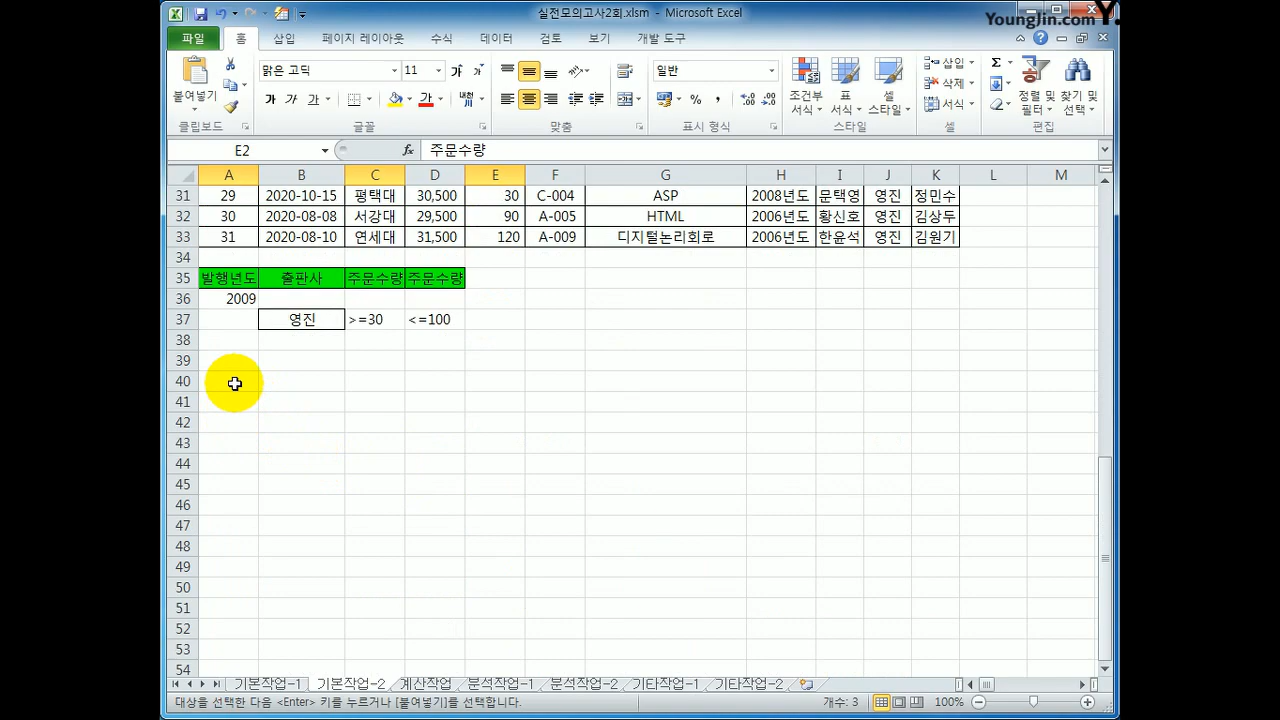 실전모의고사2회.xlsm - Microsoft Excel
YoungJin.com Y.
파일 홈 삽입 페이지 레이아웃 수식 데이터 검토 보기 개발 도구
맑은 고딕 11 일반
붙여넣기 가 가 가 조건부 서식 표 서식 셀 스타일 삽입 삭제 서식 정렬 및 필터 찾기 및 선택
클립보드 글꼴 맞춤 표시 형식 스타일 셀 편집
E2 fx 주문수량
A B C D E F G H I J K L M
31 29 2020-10-15 평택대 30,500 30 C-004 ASP 2008년도 문택영 영진 정민수
32 30 2020-08-08 서강대 29,500 90 A-005 HTML 2006년도 황신호 영진 김상두
33 31 2020-08-10 연세대 31,500 120 A-009 디지털논리회로 2006년도 한윤석 영진 김원기
34
35 발행년도 출판사 주문수량 주문수량
36 2009
37 영진 >=30 <=100
38
39
40
41
42
43
44
45
46
47
48
49
50
51
52
53
54
기본작업-1 기본작업-2 계산작업 분석작업-1 분석작업-2 기타작업-1 기타작업-2
대상을 선택한 다음 <Enter> 키를 누르거나 [붙여넣기]를 선택합니다. 개수: 3 100%